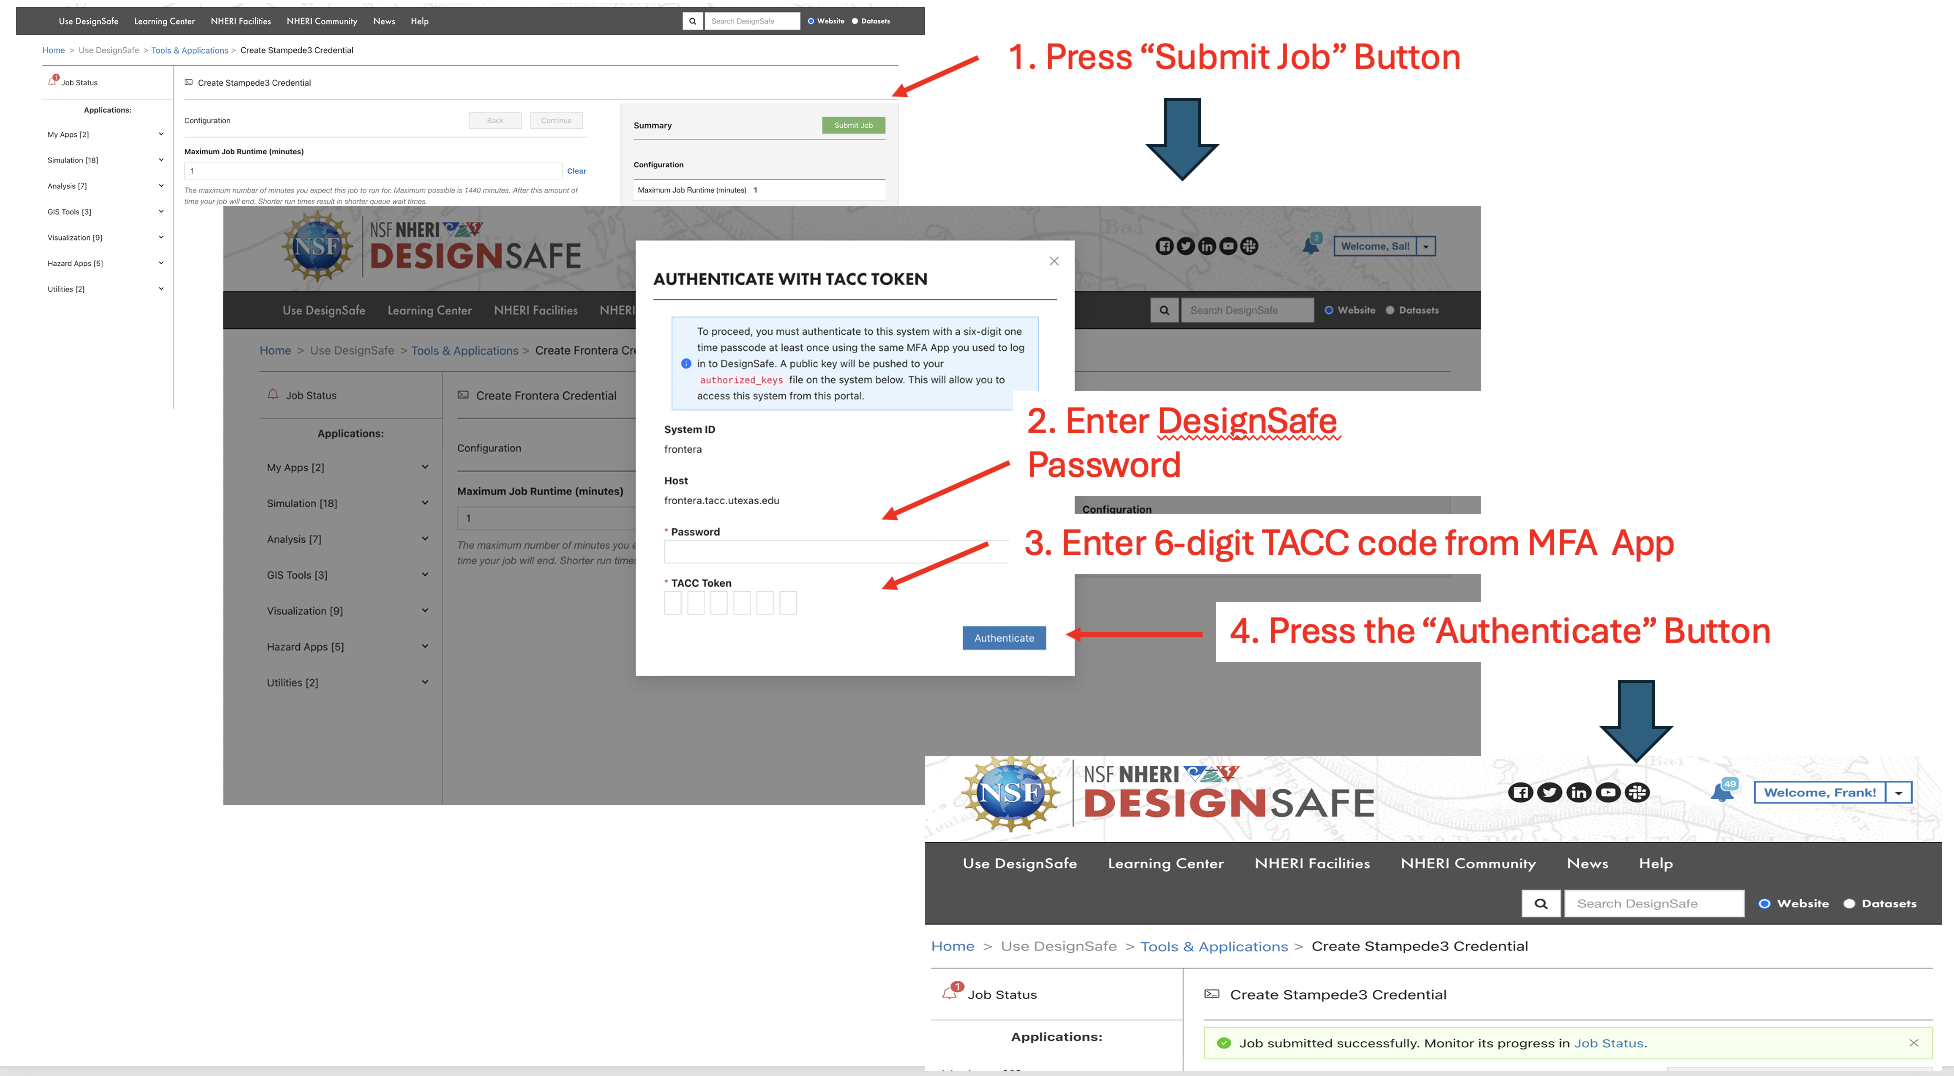 Use DesignSafe Learning Center NHERI Facilities NHERI Community News Help
Search DesignSafe Website Datasets
Home > Use DesignSafe > Tools & Applications > Create Stampede3 Credential
1 Job Status
Create Stampede3 Credential
Applications:
My Apps [2]
Simulation [18]
Analysis [7]
GIS Tools [3]
Visualization [9]
Hazard Apps [5]
Utilities [2]
Configuration
Back Continue
Maximum Job Runtime (minutes)
1
Clear
The maximum number of minutes you expect this job to run for. Maximum possible is 1440 minutes. After this amount of
time your job will end. Shorter run times result in shorter queue wait times.
Summary
Submit Job
Configuration
Maximum Job Runtime (minutes) 1
1. Press “Submit Job” Button
NSF
NSF NHERI
DESIGNSAFE
Bai
2
Welcome, Sal!
Use DesignSafe Learning Center NHERI Facilities NHERI
Search DesignSafe Website Datasets
Home > Use DesignSafe > Tools & Applications > Create Frontera Cr
Job Status
Create Frontera Credential
Applications:
My Apps [2]
Simulation [18]
Analysis [7]
GIS Tools [3]
Visualization [9]
Hazard Apps [5]
Utilities [2]
Configuration
Maximum Job Runtime (minutes)
1
The maximum number of minutes you e
time your job will end. Shorter run times
Configuration
AUTHENTICATE WITH TACC TOKEN
To proceed, you must authenticate to this system with a six-digit one
time passcode at least once using the same MFA App you used to log
in to DesignSafe. A public key will be pushed to your
authorized_keys file on the system below. This will allow you to
access this system from this portal.
System ID
frontera
Host
frontera.tacc.utexas.edu
* Password
* TACC Token
Authenticate
2. Enter DesignSafe
Password
3. Enter 6-digit TACC code from MFA App
4. Press the “Authenticate” Button
NSF
NSF NHERI
DESIGNSAFE
Bai
49
Welcome, Frank!
Use DesignSafe Learning Center NHERI Facilities NHERI Community News Help
Search DesignSafe Website Datasets
Home > Use DesignSafe > Tools & Applications > Create Stampede3 Credential
1 Job Status
Create Stampede3 Credential
Applications:
Job submitted successfully. Monitor its progress in Job Status.